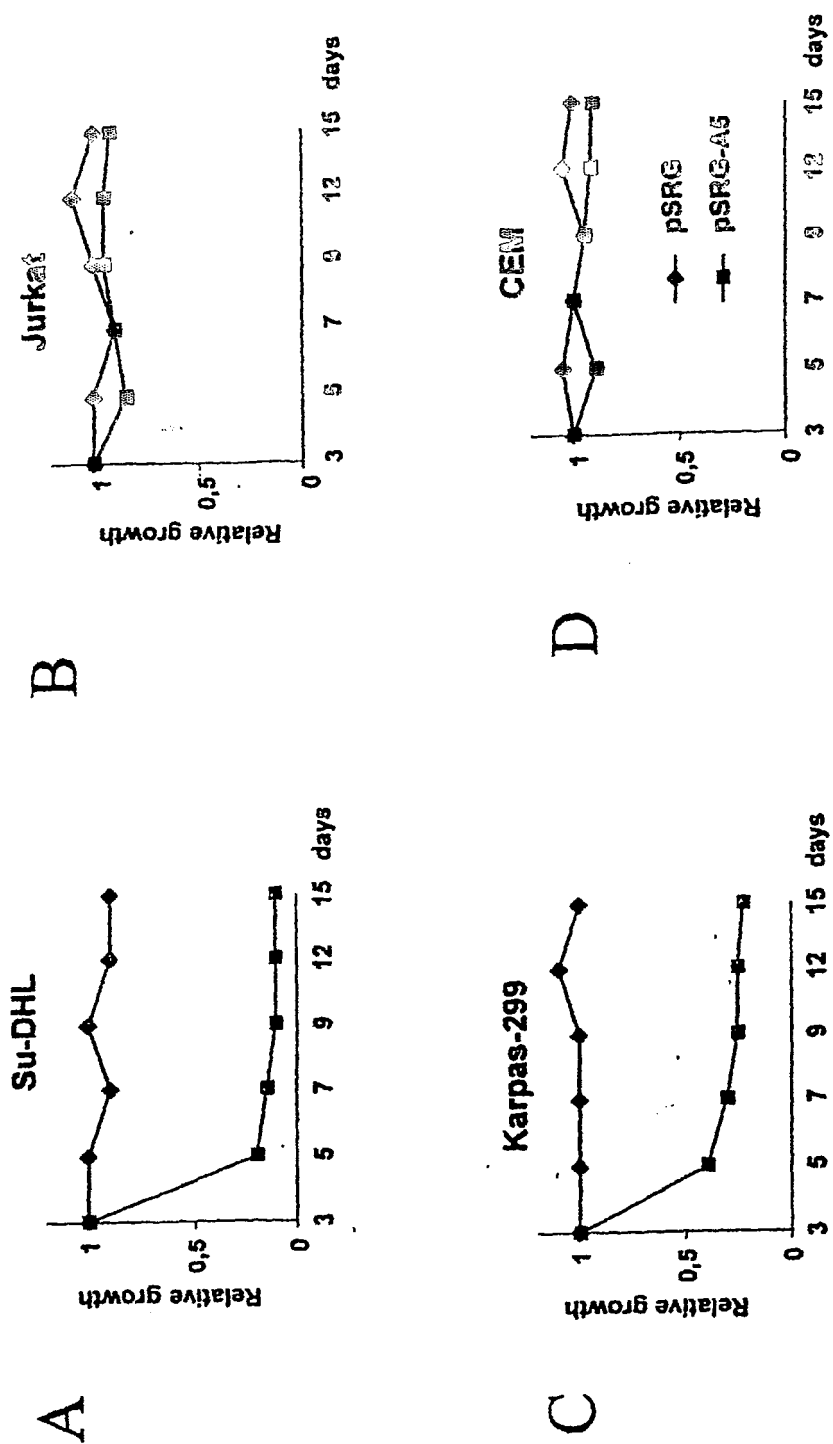 A
Su-DHL
Relative growth
1
0,5
0
3 5 7 9 12 15 days
B
Jurkat
Relative growth
1
0,5
0
3 5 7 9 12 15 days
C
Karpas-299
Relative growth
1
0,5
0
3 5 7 9 12 15 days
D
CEM
Relative growth
1
0,5
0
3 5 7 9 12 15 days
pSRG
pSRG-A5